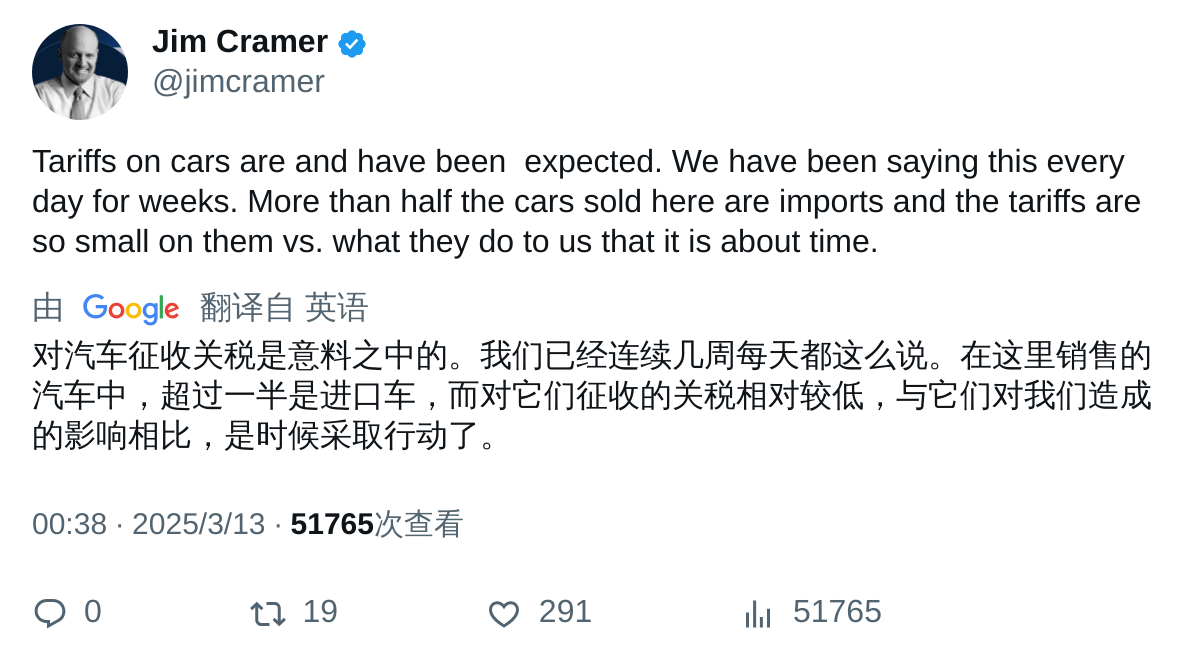 Jim Cramer
@jimcramer
Tariffs on cars are and have been  expected. We have been saying this every
day for weeks. More than half the cars sold here are imports and the tariffs are
so small on them vs. what they do to us that it is about time.
由 Google 翻译自 英语
对汽车征收关税是意料之中的。我们已经连续几周每天都这么说。在这里销售的
汽车中，超过一半是进口车，而对它们征收的关税相对较低，与它们对我们造成
的影响相比，是时候采取行动了。
00:38 · 2025/3/13 · 51765次查看
0 19 291 51765